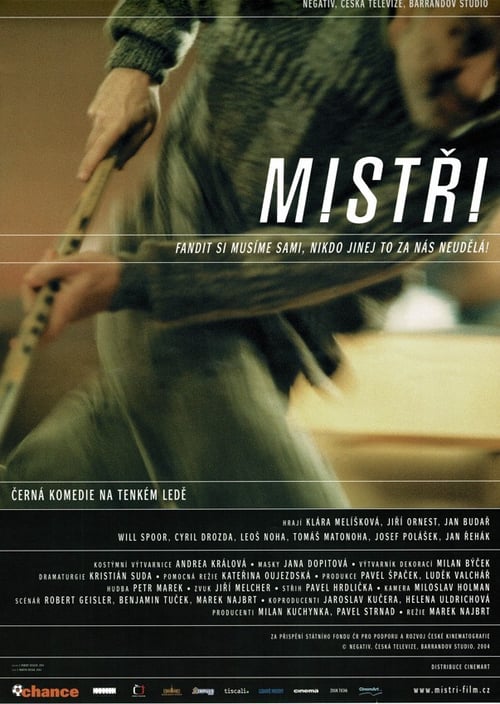 NEGATIV, ČESKÁ TELEVIZE, BARRANDOV STUDIO
M!STŘ!
FANDIT SI MUSÍME SAMI, NIKDO JINEJ TO ZA NÁS NEUDĚLÁ!
ČERNÁ KOMEDIE NA TENKÉM LEDĚ
HRAJÍ KLÁRA MELÍŠKOVÁ, JIŘÍ ORNEST, JAN BUDAŘ
WILL SPOOR, CYRIL DROZDA, LEOŠ NOHA, TOMÁŠ MATONOHA, JOSEF POLÁŠEK, JAN ŘEHÁK
KOSTÝMNÍ VÝTVARNICE ANDREA KRÁLOVÁ • MASKY JANA DOPITOVÁ • VÝTVARNÍK DEKORACÍ MILAN BÝČEK
DRAMATURGIE KRISTIÁN SUDA • POMOCNÁ REŽIE KATEŘINA OUJEZDSKÁ • PRODUKCE PAVEL ŠPAČEK, LUDĚK VALCHÁŘ
HUDBA PETR MAREK • ZVUK JIŘÍ MELCHER • STŘIH PAVEL HRDLIČKA • KAMERA MILOSLAV HOLMAN
SCÉNÁŘ ROBERT GEISLER, BENJAMIN TUČEK, MAREK NAJBRT • KOPRODUCENTI JAROSLAV KUČERA, HELENA ULDRICHOVÁ
PRODUCENTI MILAN KUCHYNKA, PAVEL STRNAD • REŽIE MAREK NAJBRT
ZA PŘISPĚNÍ STÁTNÍHO FONDU ČR PRO PODPORU A ROZVOJ ČESKÉ KINEMATOGRAFIE
© NEGATIV, ČESKÁ TELEVIZE, BARRANDOV STUDIO, 2004
DISTRIBUCE CINEMART
chance
tiscali.
cinema
CinemArt
www.mistri-film.cz